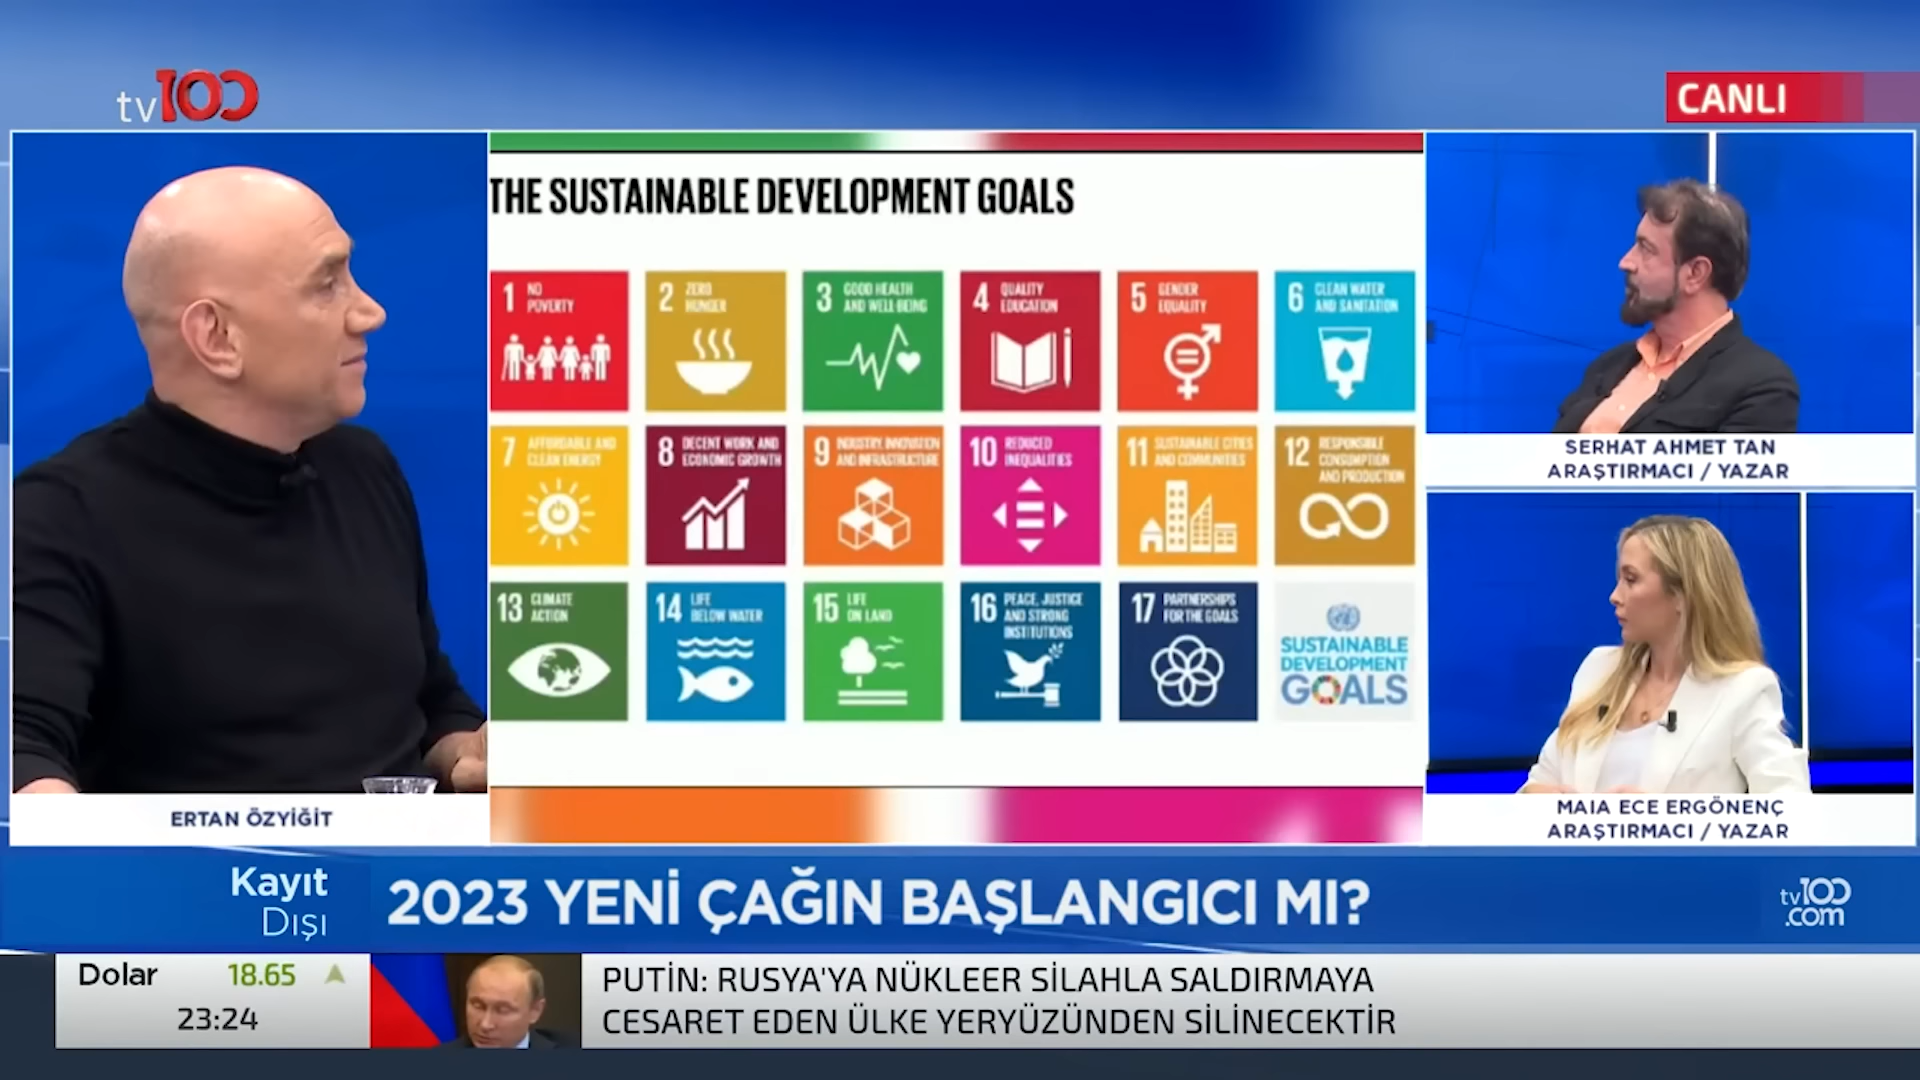 tv100
CANLI
THE SUSTAINABLE DEVELOPMENT GOALS
1 NO
POVERTY
2 ZERO
HUNGER
3 GOOD HEALTH
AND WELL-BEING
4 QUALITY
EDUCATION
5 GENDER
EQUALITY
6 CLEAN WATER
AND SANITATION
7 AFFORDABLE AND
CLEAN ENERGY
8 DECENT WORK AND
ECONOMIC GROWTH
9 INDUSTRY, INNOVATION
AND INFRASTRUCTURE
10 REDUCED
INEQUALITIES
11 SUSTAINABLE CITIES
AND COMMUNITIES
12 RESPONSIBLE
CONSUMPTION
AND PRODUCTION
13 CLIMATE
ACTION
14 LIFE
BELOW WATER
15 LIFE
ON LAND
16 PEACE, JUSTICE
AND STRONG
INSTITUTIONS
17 PARTNERSHIPS
FOR THE GOALS
SUSTAINABLE
DEVELOPMENT
GOALS
SERHAT AHMET TAN
ARAŞTIRMACI / YAZAR
MAIA ECE ERGÖNENÇ
ARAŞTIRMACI / YAZAR
ERTAN ÖZYİĞİT
Kayıt
Dışı
2023 YENİ ÇAĞIN BAŞLANGICI MI?
tv100
.com
Dolar 18.65
23:24
PUTİN: RUSYA'YA NÜKLEER SİLAHLA SALDIRMAYA
CESARET EDEN ÜLKE YERYÜZÜNDEN SİLİNECEKTİR